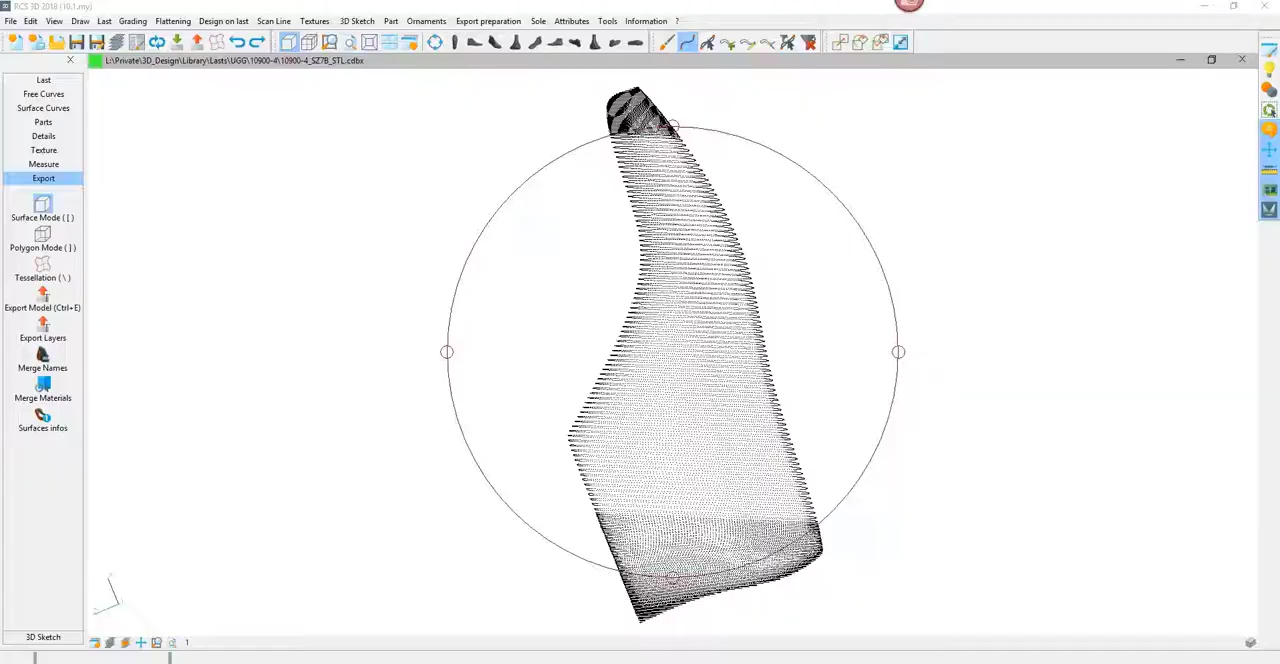 RCS 3D 2018 (10.1.my)
File Edit View Draw Last Grading Flattening Design on last Scan Line Textures 3D Sketch Part Ornaments Export preparation Sole Attributes Tools Information ?
L:\Private\3D_Design\Library\Lasts\UGG\10900-4\10900-4_SZ7B_STL.cdbx
Last
Free Curves
Surface Curves
Parts
Details
Texture
Measure
Export
Surface Mode ( [ )
Polygon Mode ( ] )
Tessellation ( \ )
Export Model (Ctrl+E)
Export Layers
Merge Names
Merge Materials
Surfaces infos
3D Sketch
1